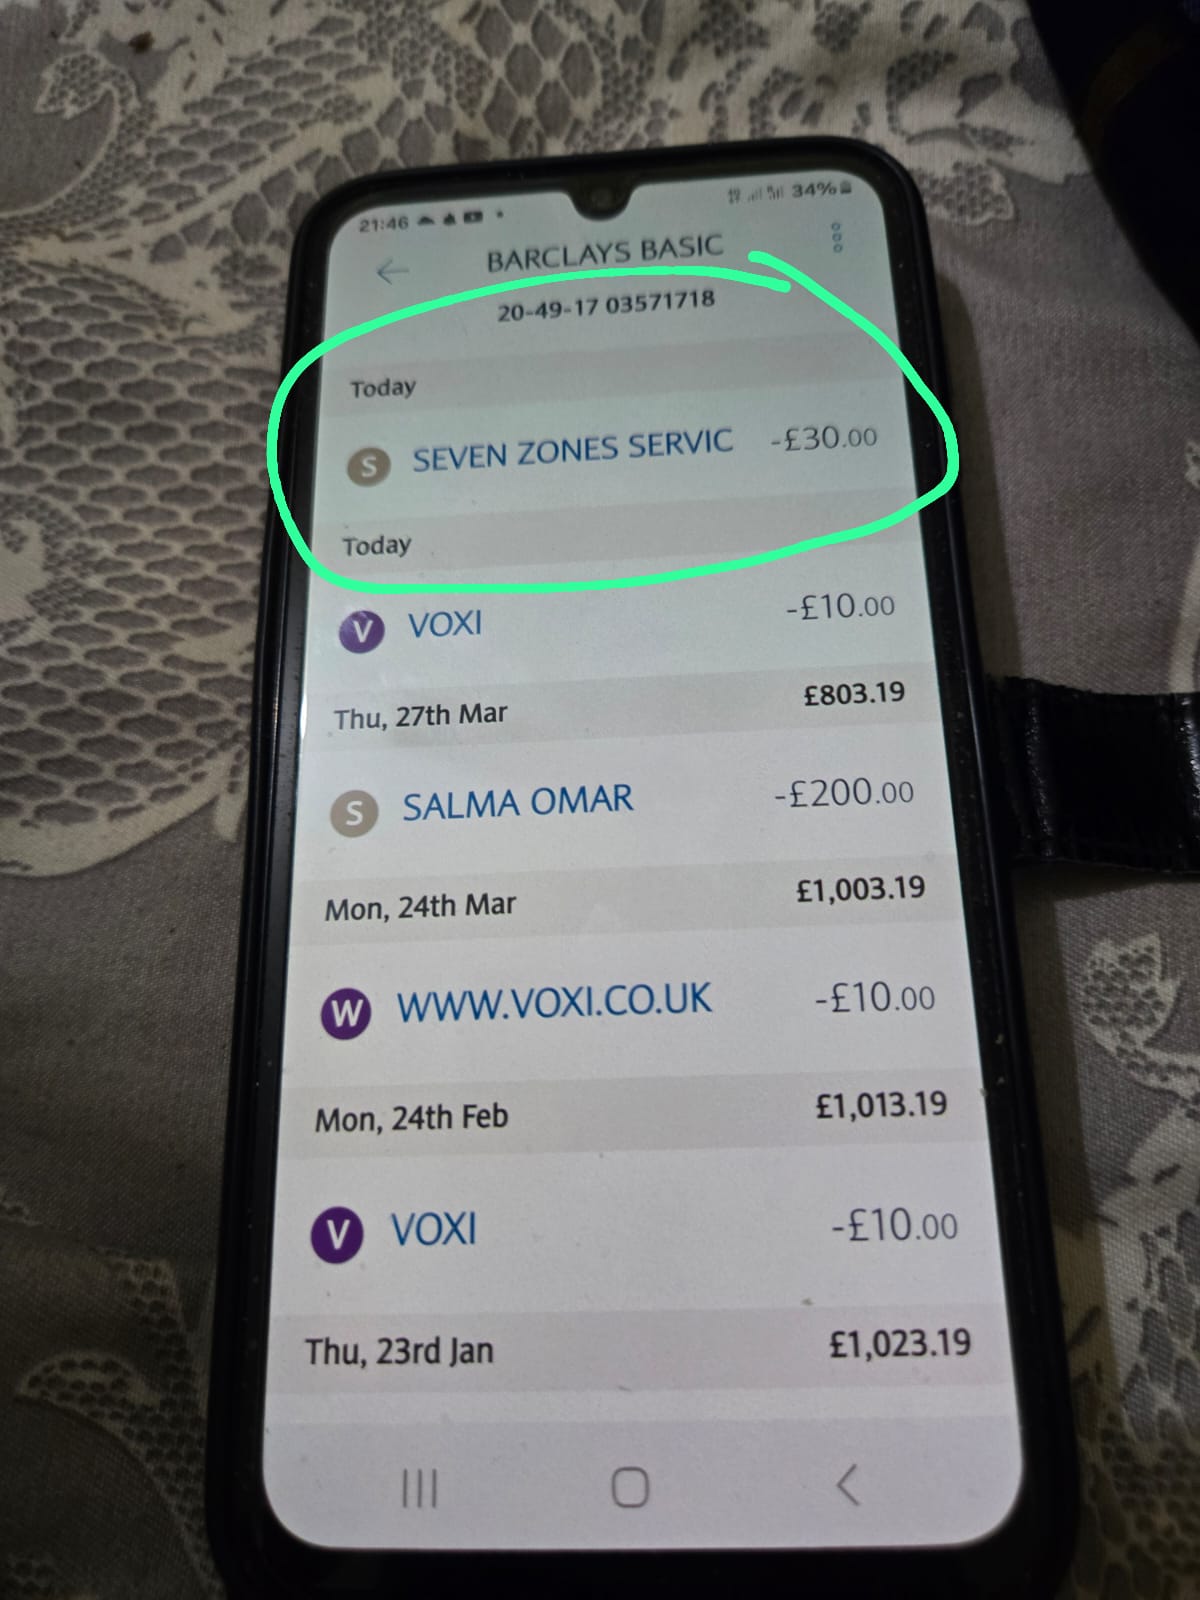 21:46
34%
BARCLAYS BASIC
20-49-17 03571718
Today
S SEVEN ZONES SERVIC -£30.00
Today
V VOXI -£10.00
Thu, 27th Mar £803.19
S SALMA OMAR -£200.00
Mon, 24th Mar £1,003.19
W WWW.VOXI.CO.UK -£10.00
Mon, 24th Feb £1,013.19
V VOXI -£10.00
Thu, 23rd Jan £1,023.19